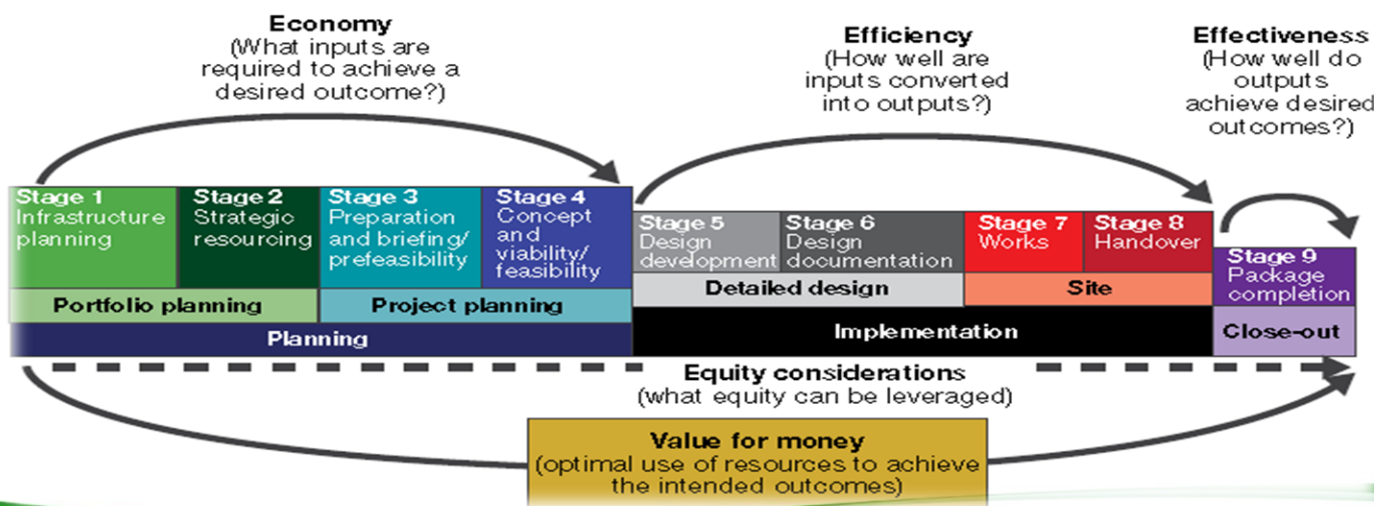 Economy
(What inputs are
required to achieve a
desired outcome?)
Efficiency
(How well are
inputs converted
into outputs?)
Effectiveness
(How well do
outputs
achieve desired
outcomes?)
Stage 1
Infrastructure
planning
Stage 2
Strategic
resourcing
Stage 3
Preparation
and briefing/
prefeasibility
Stage 4
Concept
and
viability/
feasibility
Stage 5
Design
development
Stage 6
Design
documentation
Stage 7
Works
Stage 8
Handover
Stage 9
Package
completion
Portfolio planning
Project planning
Detailed design
Site
Planning
Implementation
Close-out
Equity considerations
(what equity can be leveraged)
Value for money
(optimal use of resources to achieve
the intended outcomes)